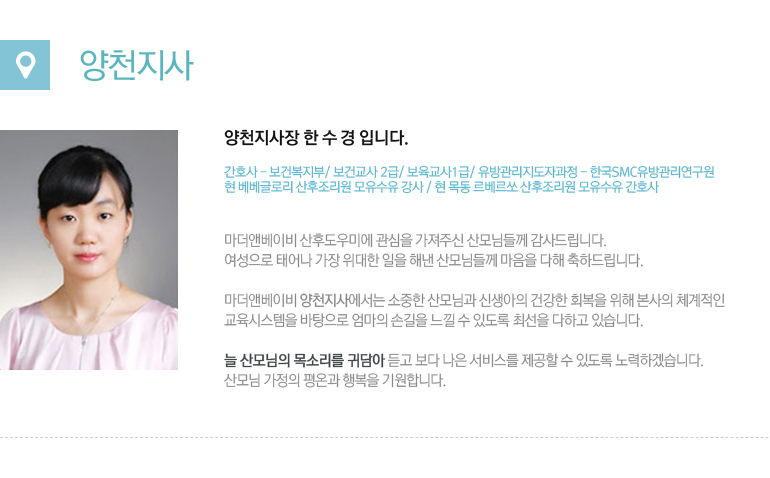 양천지사
양천지사장 한 수 경 입니다.
간호사 - 보건복지부/ 보건교사 2급/ 보육교사1급/ 유방관리지도자과정 - 한국SMC유방관리연구원
현 베베글로리 산후조리원 모유수유 강사 / 현 목동 르베르쏘 산후조리원 모유수유 간호사
마더앤베이비 산후도우미에 관심을 가져주신 산모님들께 감사드립니다.
여성으로 태어나 가장 위대한 일을 해낸 산모님들께 마음을 다해 축하드립니다.
마더앤베이비 양천지사에서는 소중한 산모님과 신생아의 건강한 회복을 위해 본사의 체계적인
교육시스템을 바탕으로 엄마의 손길을 느낄 수 있도록 최선을 다하고 있습니다.
늘 산모님의 목소리를 귀담아 듣고 보다 나은 서비스를 제공할 수 있도록 노력하겠습니다.
산모님 가정의 평온과 행복을 기원합니다.